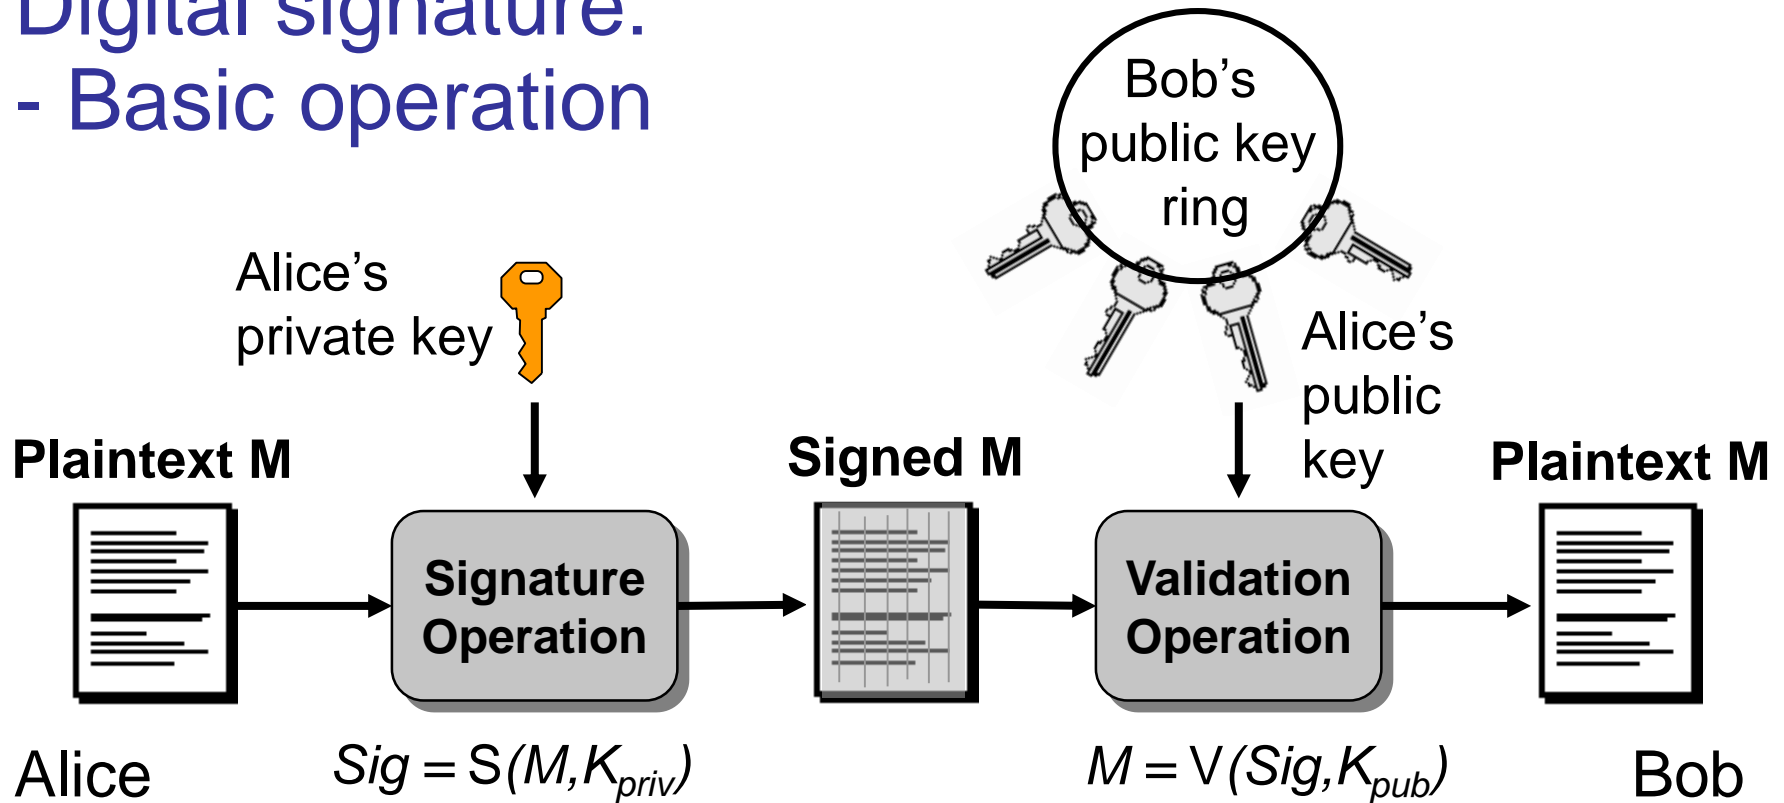 Digital signature:
- Basic operation
Bob’s
public key
ring
Alice’s
private key
Alice’s
public
key
Plaintext M
Signed M
Plaintext M
Signature
Operation
Validation
Operation
Alice
Sig = S(M,Kpriv)
M = V(Sig,Kpub)
Bob